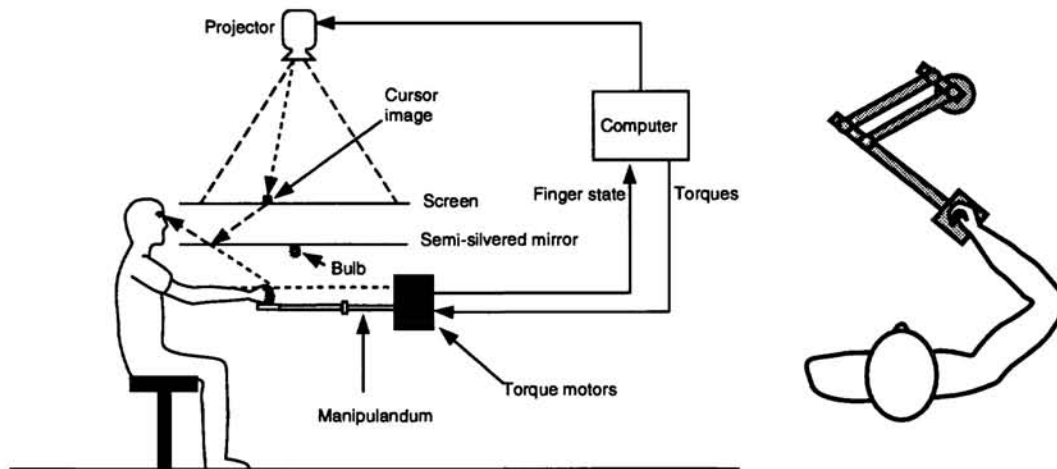 Projector
Cursor
image
Computer
Finger state
Torques
Screen
Semi-silvered mirror
Bulb
Torque motors
Manipulandum